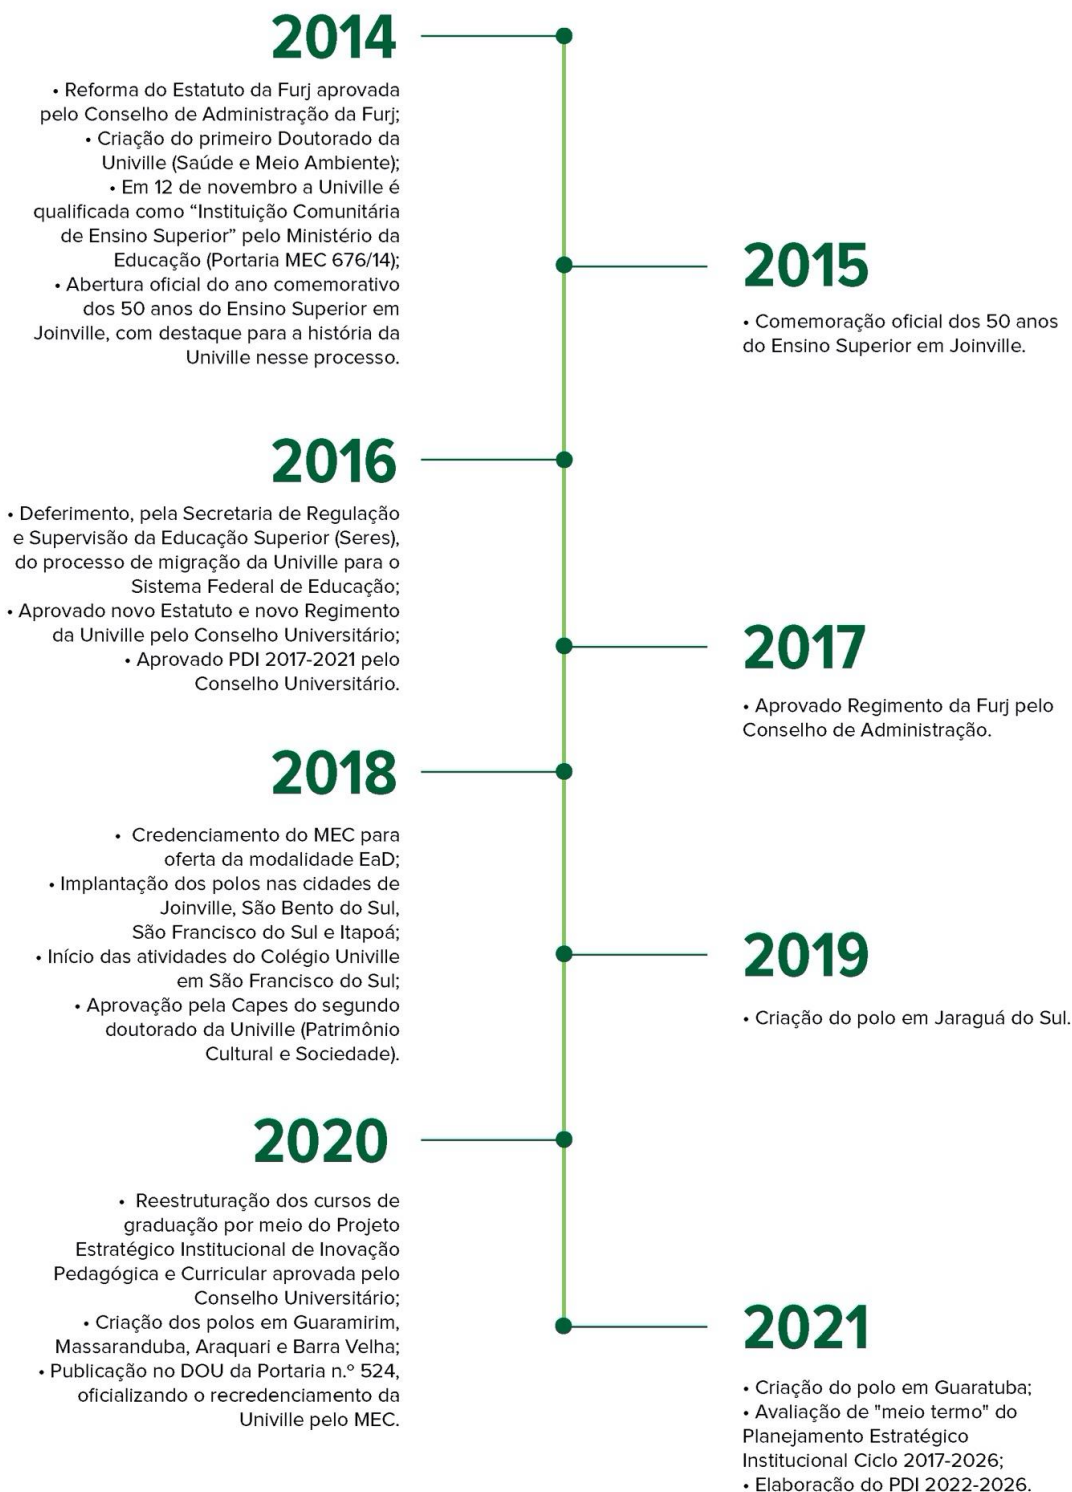 2014
• Reforma do Estatuto da Furj aprovada
pelo Conselho de Administração da Furj;
• Criação do primeiro Doutorado da
Univille (Saúde e Meio Ambiente);
• Em 12 de novembro a Univille é
qualificada como “Instituição Comunitária
de Ensino Superior” pelo Ministério da
Educação (Portaria MEC 676/14);
• Abertura oficial do ano comemorativo
dos 50 anos do Ensino Superior em
Joinville, com destaque para a história da
Univille nesse processo.
2015
• Comemoração oficial dos 50 anos
do Ensino Superior em Joinville.
2016
• Deferimento, pela Secretaria de Regulação
e Supervisão da Educação Superior (Seres),
do processo de migração da Univille para o
Sistema Federal de Educação;
• Aprovado novo Estatuto e novo Regimento
da Univille pelo Conselho Universitário;
• Aprovado PDI 2017-2021 pelo
Conselho Universitário.
2017
• Aprovado Regimento da Furj pelo
Conselho de Administração.
2018
• Credenciamento do MEC para
oferta da modalidade EaD;
• Implantação dos polos nas cidades de
Joinville, São Bento do Sul,
São Francisco do Sul e Itapoá;
• Início das atividades do Colégio Univille
em São Francisco do Sul;
• Aprovação pela Capes do segundo
doutorado da Univille (Patrimônio
Cultural e Sociedade).
2019
• Criação do polo em Jaraguá do Sul.
2020
• Reestruturação dos cursos de
graduação por meio do Projeto
Estratégico Institucional de Inovação
Pedagógica e Curricular aprovada pelo
Conselho Universitário;
• Criação dos polos em Guaramirim,
Massaranduba, Araquari e Barra Velha;
• Publicação no DOU da Portaria n.º 524,
oficializando o recredenciamento da
Univille pelo MEC.
2021
• Criação do polo em Guaratuba;
• Avaliação de "meio termo" do
Planejamento Estratégico
Institucional Ciclo 2017-2026;
• Elaboração do PDI 2022-2026.